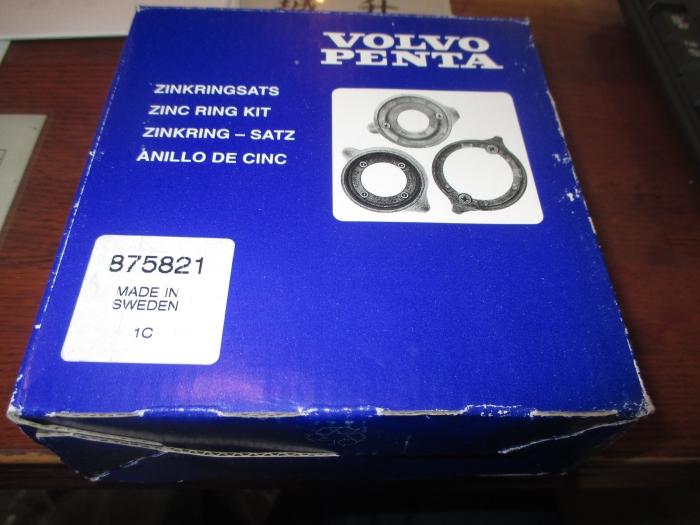 VOLVO
PENTA
ZINKRINGSATS
ZINC RING KIT
ZINKRING – SATZ
ANILLO DE CINC
875821
MADE IN
SWEDEN
1C